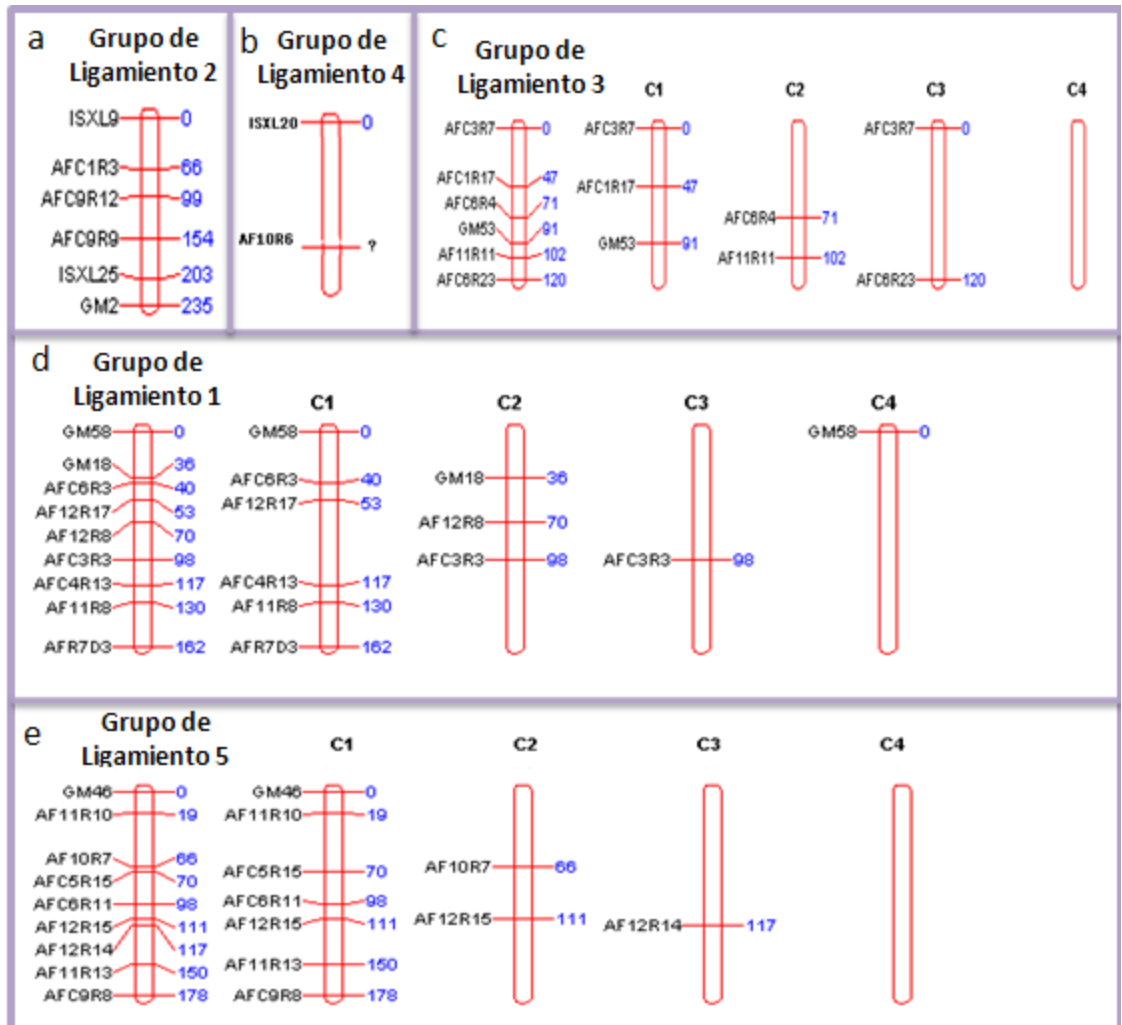 a Grupo de
Ligamiento 2
ISXL9 0
AFC1R3 66
AFC9R12 99
AFC9R9 154
ISXL25 203
GM2 235
b Grupo de
Ligamiento 4
ISXL20 0
AF10R6 ?
c Grupo de
Ligamiento 3
AFC3R7 0
AFC1R17 47
AFC6R4 71
GM53 91
AF11R11 102
AFC6R23 120
C1
AFC3R7 0
AFC1R17 47
GM53 91
C2
AFC6R4 71
AF11R11 102
C3
AFC3R7 0
AFC6R23 120
C4
d Grupo de
Ligamiento 1
GM58 0
GM18 36
AFC6R3 40
AF12R17 53
AF12R8 70
AFC3R3 98
AFC4R13 117
AF11R8 130
AFR7D3 162
C1
GM58 0
AFC6R3 40
AF12R17 53
AFC4R13 117
AF11R8 130
AFR7D3 162
C2
GM18 36
AF12R8 70
AFC3R3 98
C3
AFC3R3 98
C4
GM58 0
e Grupo de
Ligamiento 5
GM46 0
AF11R10 19
AF10R7 66
AFC5R15 70
AFC6R11 98
AF12R15 111
AF12R14 117
AF11R13 150
AFC9R8 178
C1
GM46 0
AF11R10 19
AFC5R15 70
AFC6R11 98
AF12R15 111
AF11R13 150
AFC9R8 178
C2
AF10R7 66
AF12R15 111
C3
AF12R14 117
C4